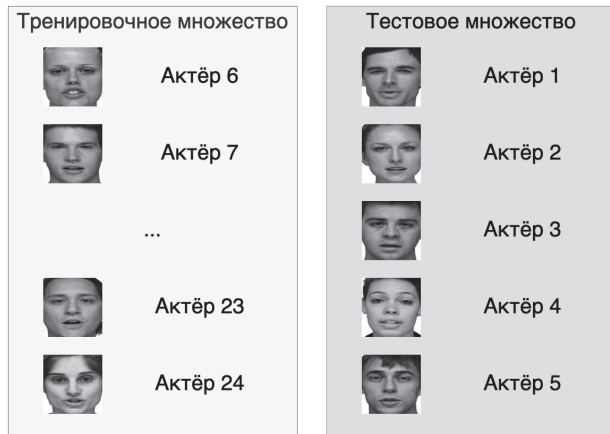 Тренировочное множество
Актёр 6
Актёр 7
...
Актёр 23
Актёр 24
Тестовое множество
Актёр 1
Актёр 2
Актёр 3
Актёр 4
Актёр 5